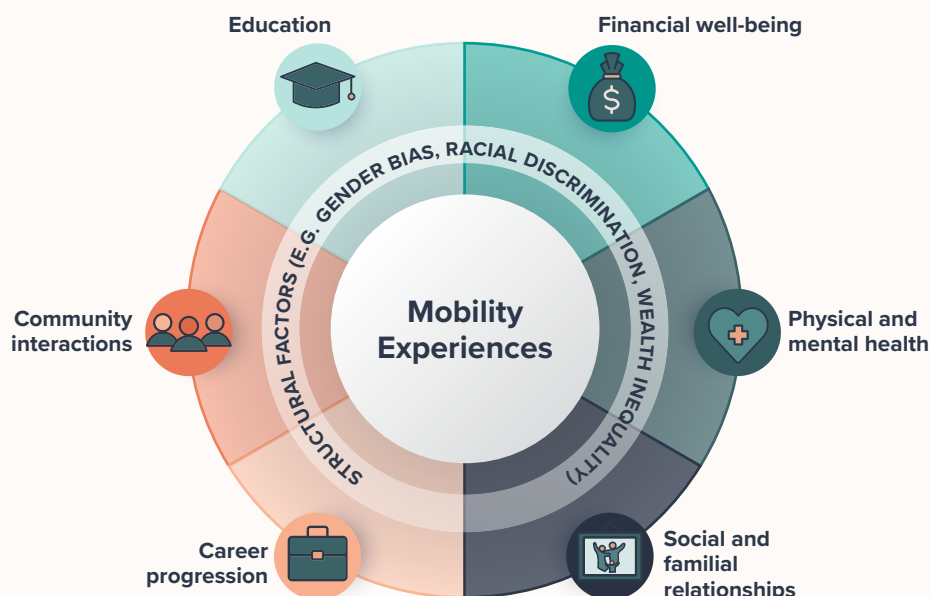 Education
Financial well-being
STRUCTURAL FACTORS (E.G. GENDER BIAS, RACIAL DISCRIMINATION, WEALTH INEQUALITY)
Mobility
Experiences
Community
interactions
Physical and
mental health
Career
progression
Social and
familial
relationships
$